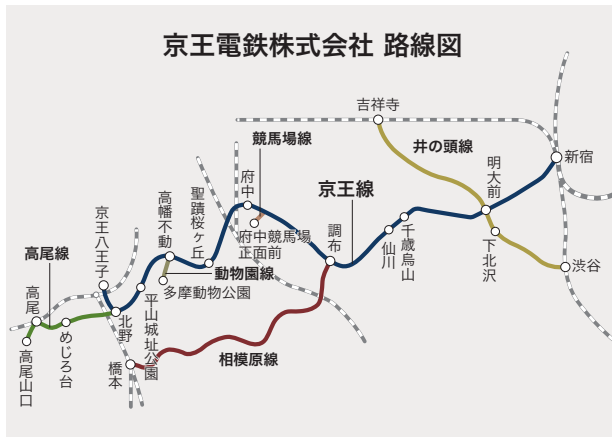 京王電鉄株式会社 路線図
吉祥寺
競馬場線
井の頭線
明大前
新宿
高幡不動
聖蹟桜ヶ丘
府中
京王線
京王八王子
府中競馬場
正面前
調布
千歳烏山
仙川
下北沢
渋谷
高尾線
動物園線
多摩動物公園
高尾
北野
平山城址公園
めじろ台
高尾山口
橋本
相模原線